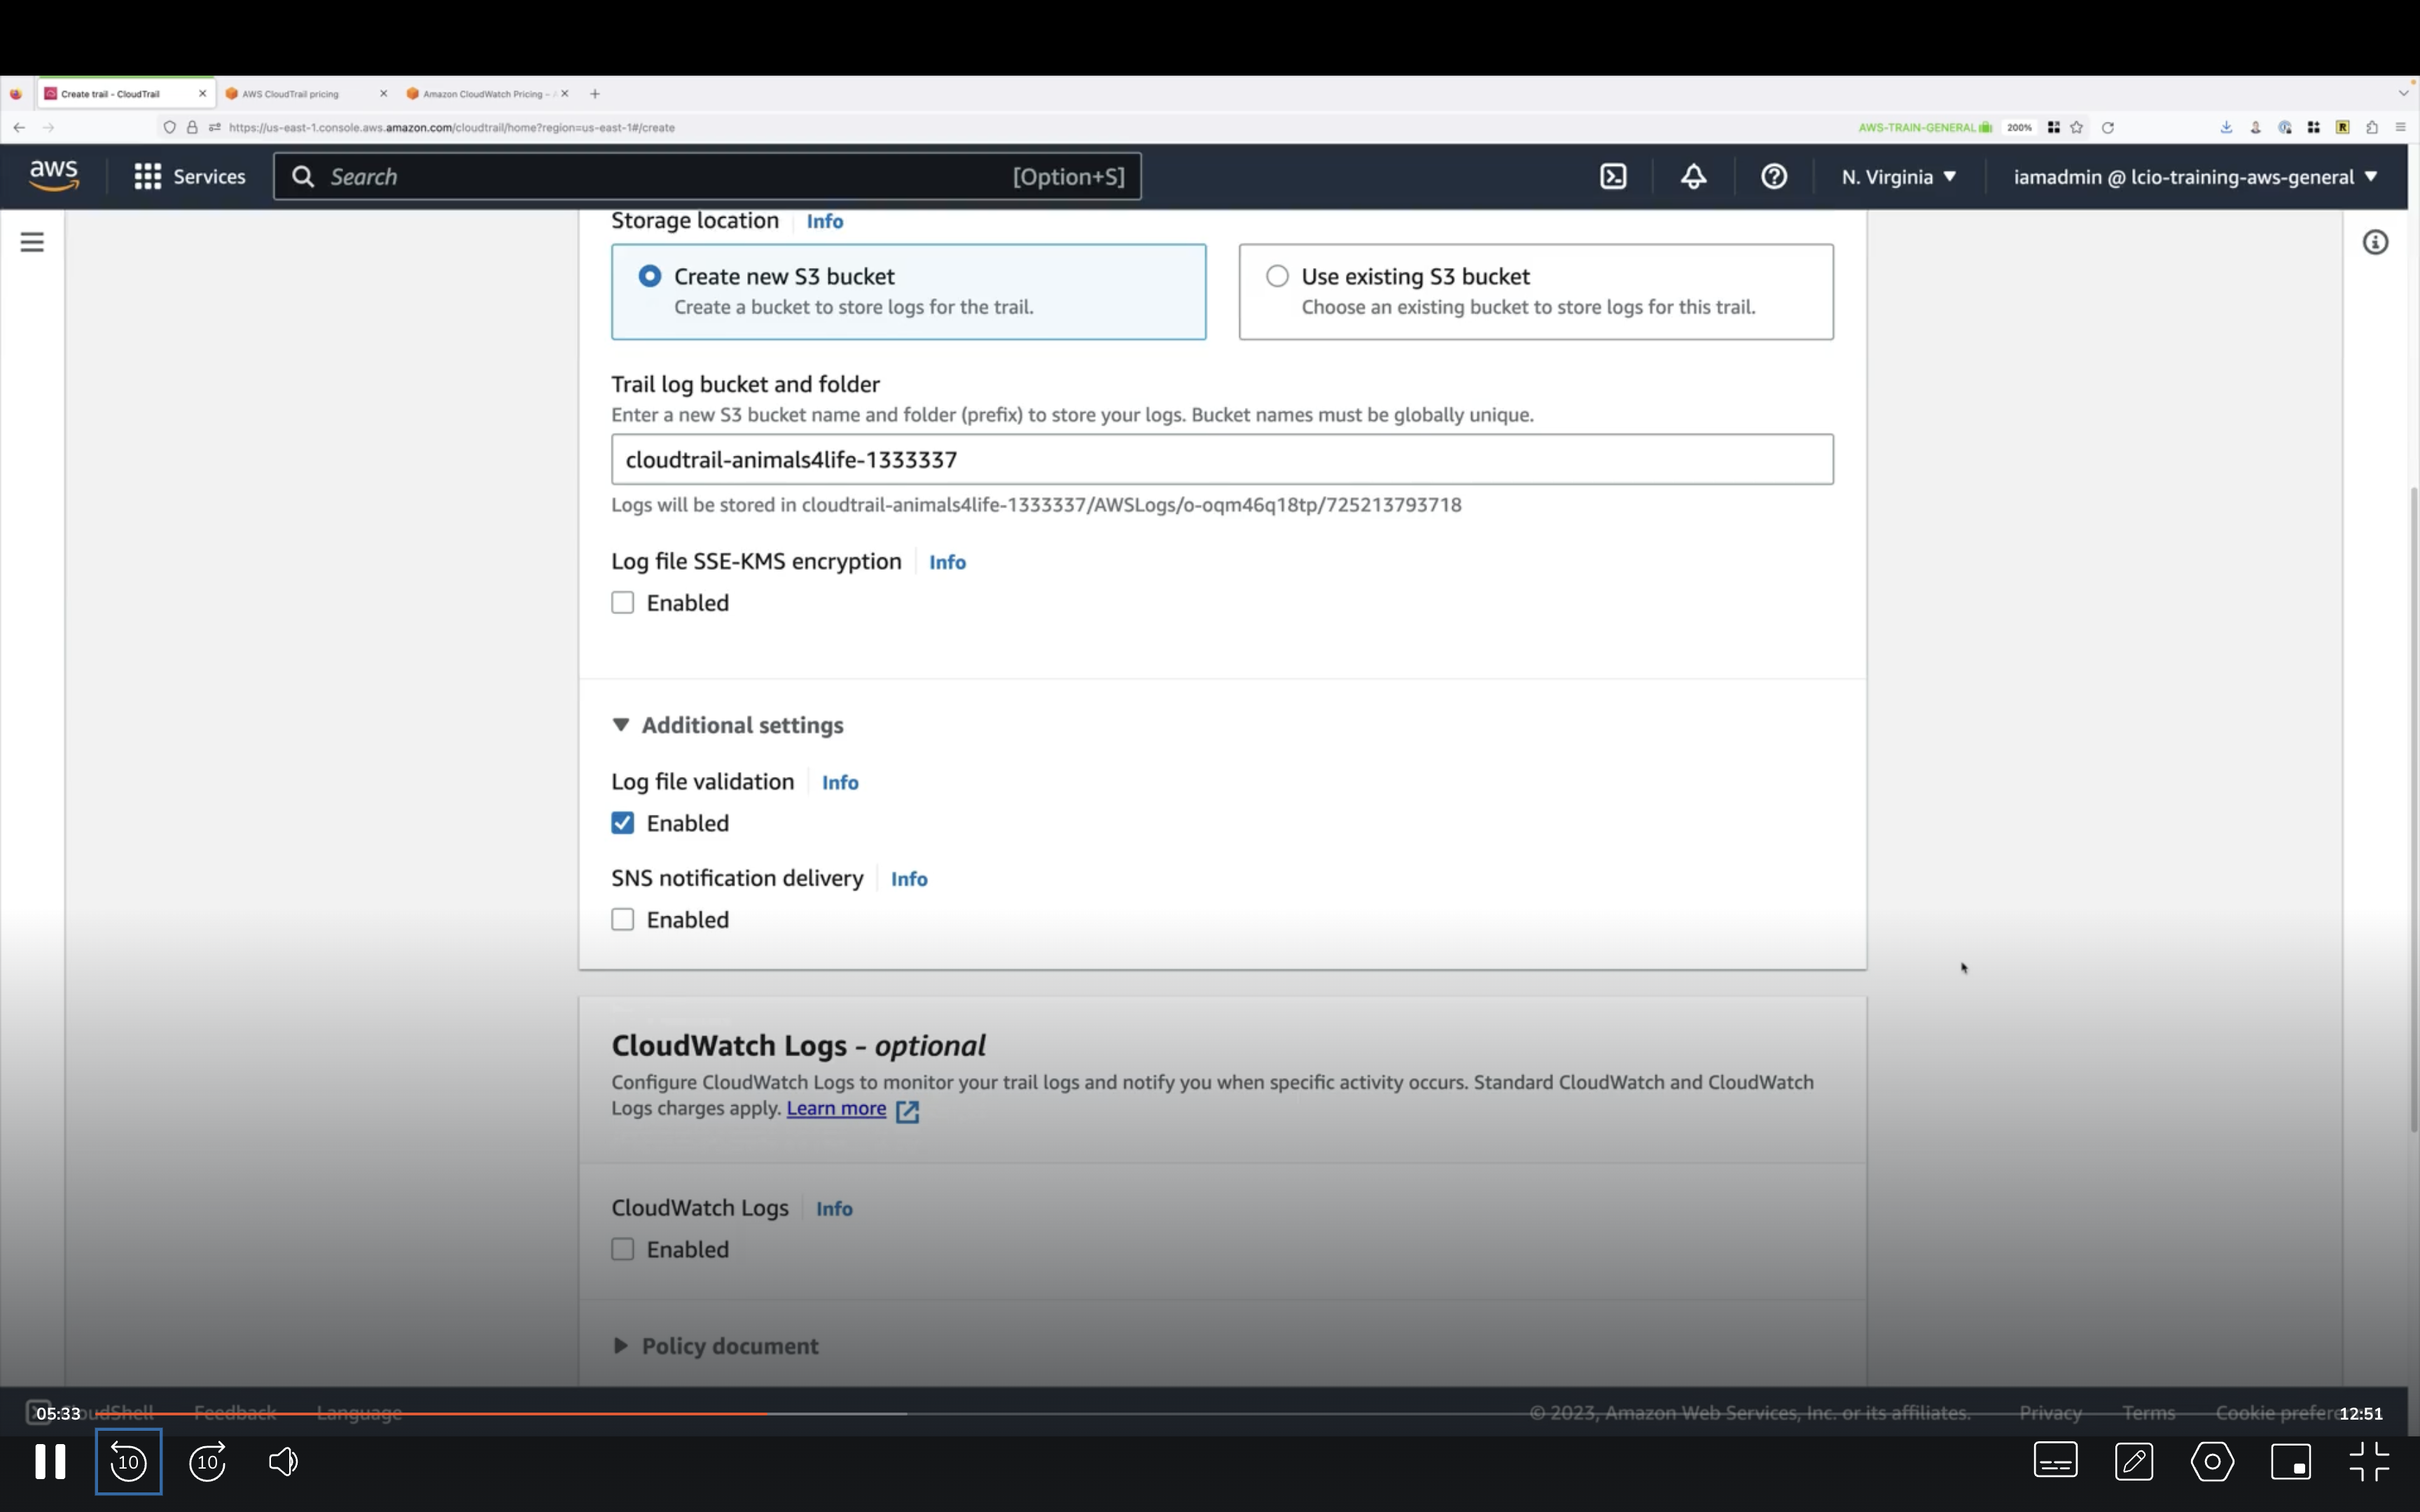 Create trail - CloudTrail
AWS CloudTrail pricing
Amazon CloudWatch Pricing –
https://us-east-1.console.aws.amazon.com/cloudtrail/home?region=us-east-1#/create
AWS-TRAIN-GENERAL
200%
aws
Services
Search
[Option+S]
N. Virginia
iamadmin @ lcio-training-aws-general
Storage location
Info
Create new S3 bucket
Create a bucket to store logs for the trail.
Use existing S3 bucket
Choose an existing bucket to store logs for this trail.
Trail log bucket and folder
Enter a new S3 bucket name and folder (prefix) to store your logs. Bucket names must be globally unique.
cloudtrail-animals4life-1333337
Logs will be stored in cloudtrail-animals4life-1333337/AWSLogs/o-oqm46q18tp/725213793718
Log file SSE-KMS encryption
Info
Enabled
Additional settings
Log file validation
Info
Enabled
SNS notification delivery
Info
Enabled
CloudWatch Logs - optional
Configure CloudWatch Logs to monitor your trail logs and notify you when specific activity occurs. Standard CloudWatch and CloudWatch
Logs charges apply. Learn more
CloudWatch Logs
Info
Enabled
Policy document
05:33
Feedback
Language
© 2023, Amazon Web Services, Inc. or its affiliates.
Privacy
Terms
Cookie
12:51
10
10